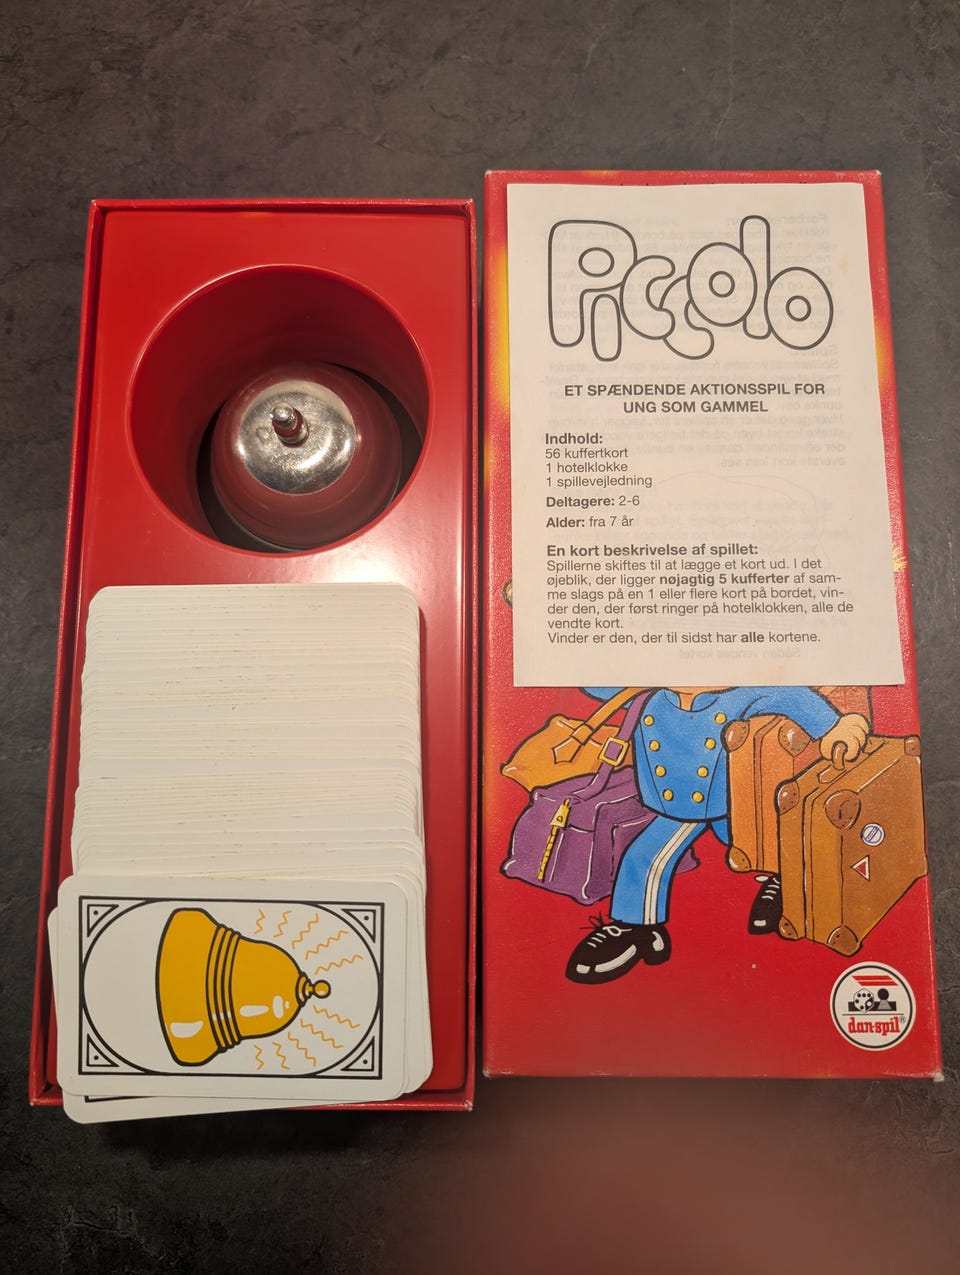 Piccolo
ET SPÆNDENDE AKTIONSSPIL FOR
UNG SOM GAMMEL
Indhold:
56 kuffertkort
1 hotelklokke
1 spillevejledning
Deltagere: 2-6
Alder: fra 7 år
En kort beskrivelse af spillet:
Spillerne skiftes til at lægge et kort ud. I det
øjeblik, der ligger nøjagtig 5 kufferter af sam-
me slags på en 1 eller flere kort på bordet, vin-
der den, der først ringer på hotelklokken, alle de
vendte kort.
Vinder er den, der til sidst har alle kortene.
dan-spil®